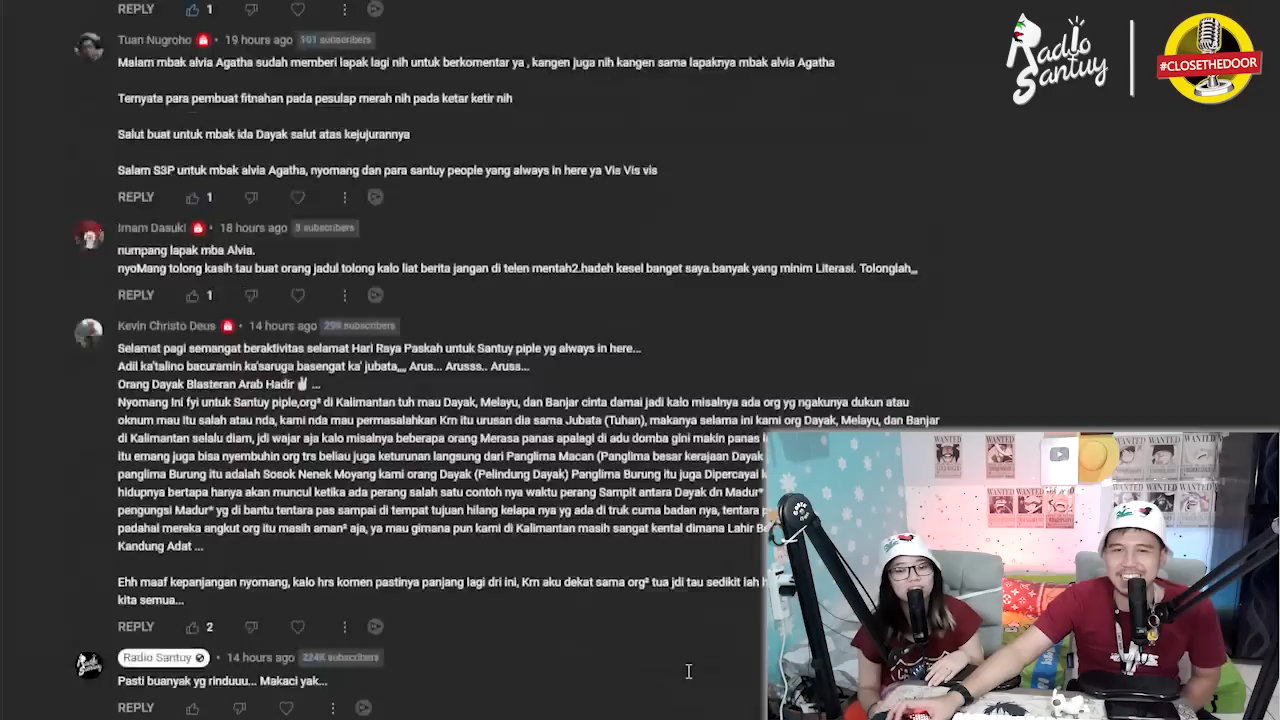 REPLY 1
Radio Santuy
#CLOSETHEDOOR
Tuan Nugroho • 19 hours ago 101 subscribers
Malam mbak alvia Agatha sudah memberi lapak lagi nih untuk berkomentar ya , kangen juga nih kangen sama lapaknya mbak alvia Agatha
Ternyata para pembuat fitnahan pada pesulap merah nih pada ketar ketir nih
Salut buat untuk mbak ida Dayak salut atas kejujurannya
Salam S3P untuk mbak alvia Agatha, nyomang dan para santuy people yang always in here ya Vis Vis vis
REPLY 1
Imam Dasuki • 18 hours ago 3 subscribers
numpang lapak mba Alvia.
nyoMang tolong kasih tau buat orang jadul tolong kalo liat berita jangan di telen mentah2.hadeh kesel banget saya.banyak yang minim Literasi. Tolonglah,,,
REPLY 1
Kevin Christo Deus • 14 hours ago subscribers
Selamat pagi semangat beraktivitas selamat Hari Raya Paskah untuk Santuy piple yg always in here...
Adil ka'talino bacuramin ka'saruga basengat ka' jubata,,,, Arus... Arusss.. Aruss...
Orang Dayak Blasteran Arab Hadir✌ ...
Nyomang Ini fyi untuk Santuy piple,org² di Kalimantan tuh mau Dayak, Melayu, dan Banjar cinta damai jadi kalo misalnya ada org yg ngakunya dukun atau
oknum mau itu salah atau nda, kami nda mau permasalahkan Krn itu urusan dia sama Jubata (Tuhan), makanya selama ini kami org Dayak, Melayu, dan Banjar
di Kalimantan selalu diam, jdi wajar aja kalo misalnya beberapa orang Merasa panas apalagi di adu domba gini makin panas
itu emang juga bisa nyembuhin org trs beliau juga keturunan langsung dari Panglima Macan (Panglima besar kerajaan Dayak
panglima Burung itu adalah Sosok Nenek Moyang kami orang Dayak (Pelindung Dayak) Panglima Burung itu juga Dipercayai
hidupnya bertapa hanya akan muncul ketika ada perang salah satu contoh nya waktu perang Sampit antara Dayak dn Madur*
pengungsi Madur* yg di bantu tentara pas sampai di tempat tujuan hilang kelapa nya yg ada di truk cuma badan nya, tentara
padahal mereka angkut org itu masih aman² aja, ya mau gimana pun kami di Kalimantan masih sangat kental dimana Lahir
Kandung Adat ...
Ehh maaf kepanjangan nyomang, kalo hrs komen pastinya panjang lagi dri ini, Krn aku dekat sama org² tua jdi tau sedikit lah
kita semua...
REPLY 2
Radio Santuy • 14 hours ago 224K subscribers
Pasti buanyak yg rinduuu... Makaci yak...
REPLY
WANTED WANTED WANTED WANTED
WANTED WANTED WANTED WANTED